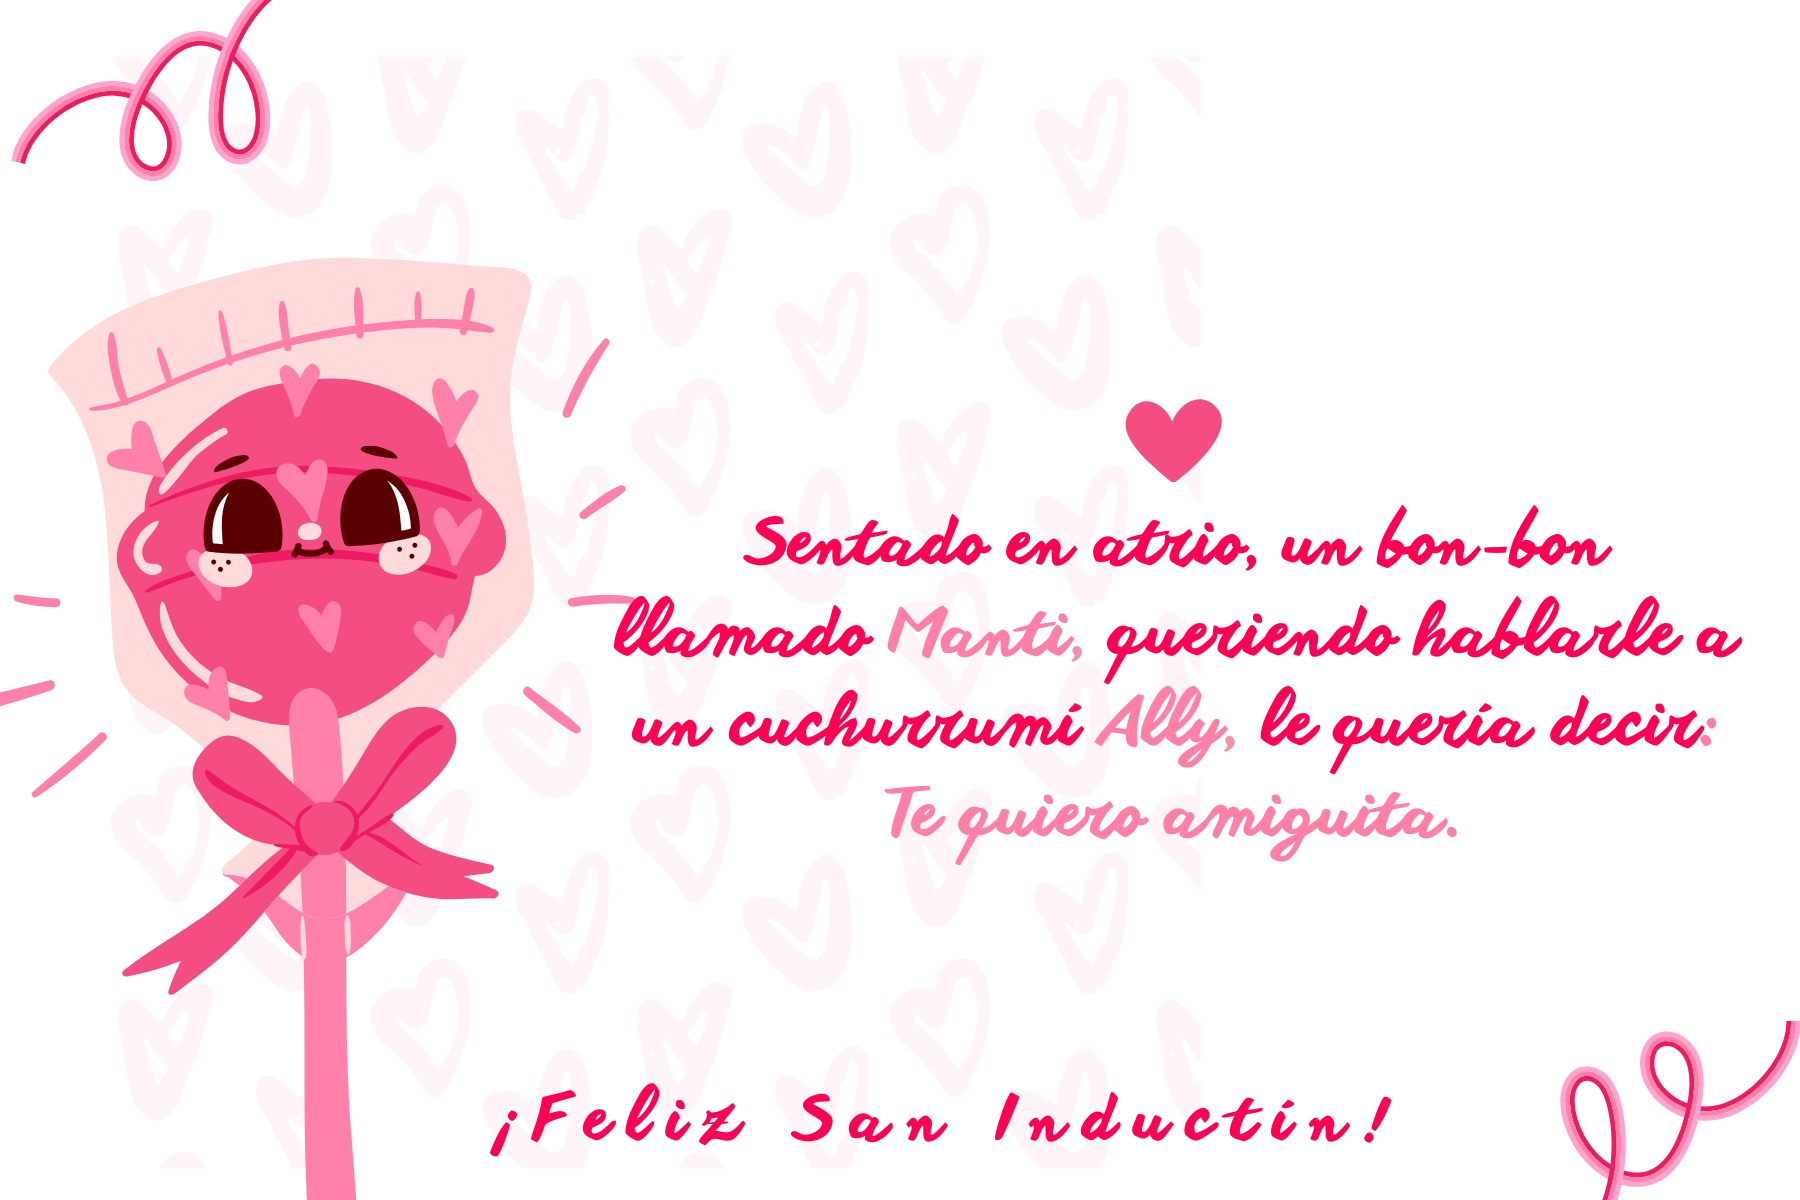 Sentado en atrio, un bon-bon
llamado Manti, queriendo hablarle a
un cuchurrumí Ally, le quería decir:
Te quiero amiguita.
¡Feliz San Inductín!